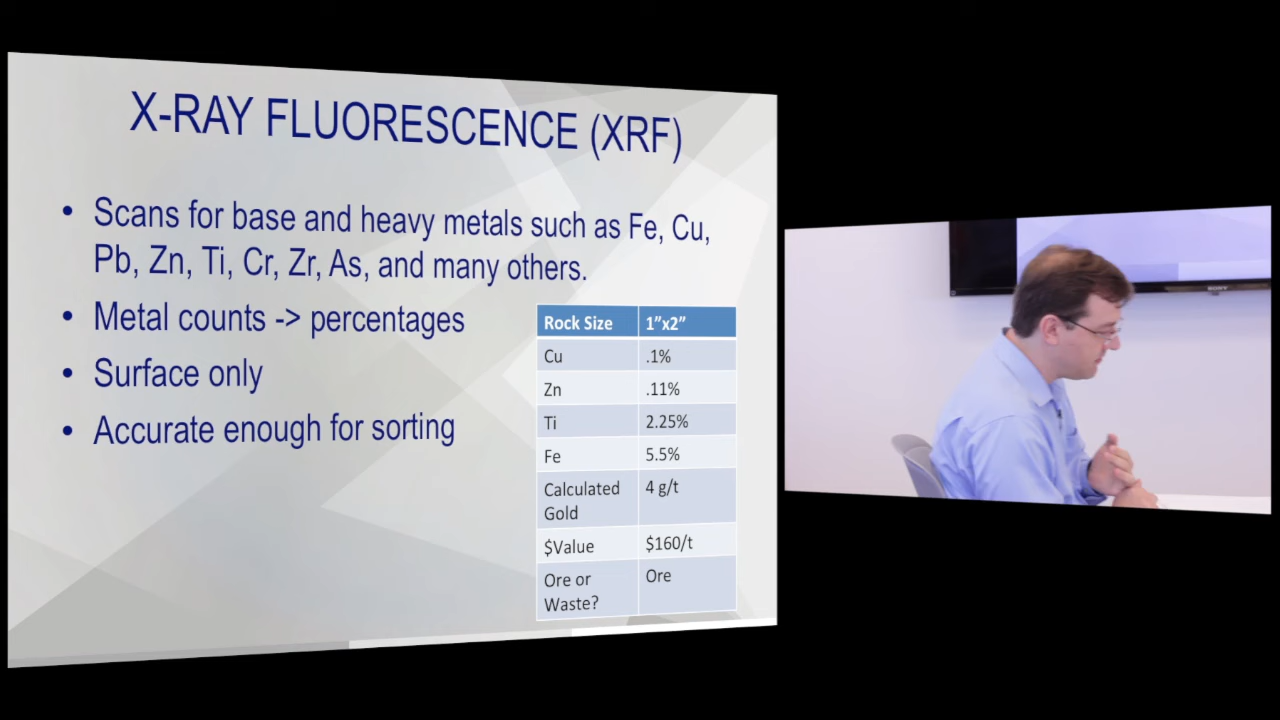 X-RAY FLUORESCENCE (XRF)
• Scans for base and heavy metals such as Fe, Cu,
Pb, Zn, Ti, Cr, Zr, As, and many others.
• Metal counts -> percentages
• Surface only
• Accurate enough for sorting
Rock Size 1”x2”
Cu .1%
Zn .11%
Ti 2.25%
Fe 5.5%
Calculated 4 g/t
Gold
$Value $160/t
Ore or Ore
Waste?
SONY